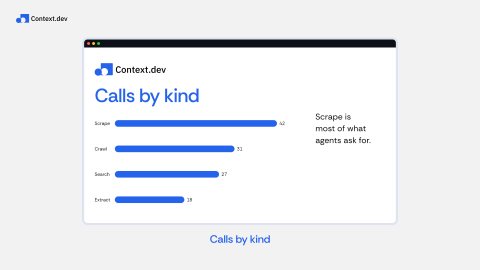 Context.dev
Context.dev
Calls by kind
Scrape 42
Crawl 31
Search 27
Extract 18
Scrape is
most of what
agents ask for.
Calls by kind